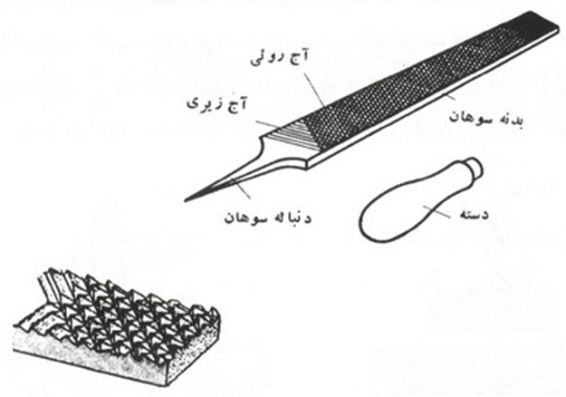 آج روئی
آج زیری
بدنه سوهان
دنباله سوهان
دسته